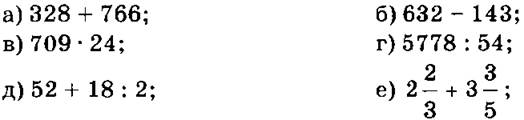 а) 328 + 766; б) 632 − 143;
в) 709 · 24; г) 5778 : 54;
д) 52 + 18 : 2; е) 2 2/3 + 3 3/5;